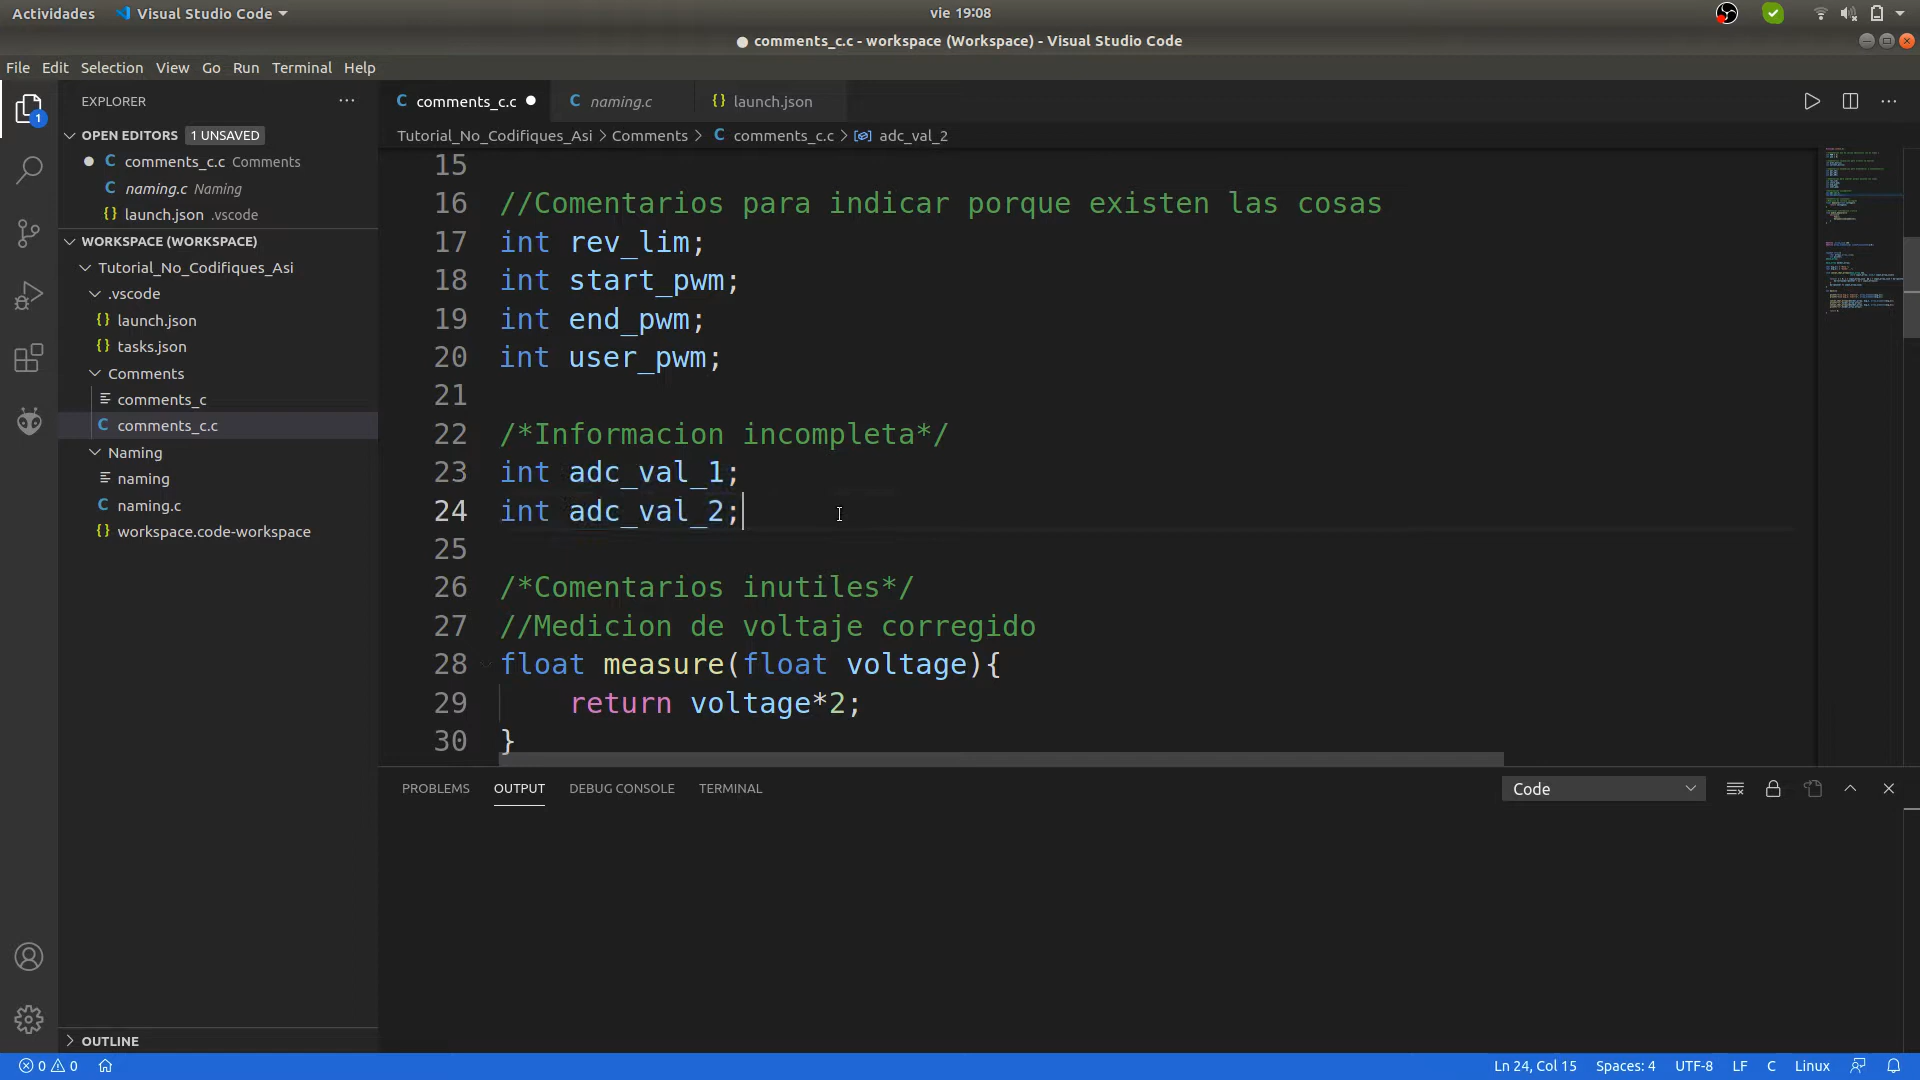 Actividades Visual Studio Code vie 19:08
comments_c.c - workspace (Workspace) - Visual Studio Code
File Edit Selection View Go Run Terminal Help
EXPLORER
1
OPEN EDITORS 1 UNSAVED
C comments_c.c Comments
C naming.c Naming
{} launch.json .vscode
WORKSPACE (WORKSPACE)
Tutorial_No_Codifiques_Asi
.vscode
{} launch.json
{} tasks.json
Comments
comments_c
C comments_c.c
Naming
naming
C naming.c
{} workspace.code-workspace
OUTLINE
C comments_c.c C naming.c {} launch.json
Tutorial_No_Codifiques_Asi > Comments > C comments_c.c > adc_val_2
15
16 //Comentarios para indicar porque existen las cosas
17 int rev_lim;
18 int start_pwm;
19 int end_pwm;
20 int user_pwm;
21
22 /*Informacion incompleta*/
23 int adc_val_1;
24 int adc_val_2;
25
26 /*Comentarios inutiles*/
27 //Medicion de voltaje corregido
28 float measure(float voltage){
29 return voltage*2;
30 }
PROBLEMS OUTPUT DEBUG CONSOLE TERMINAL Code
0 0 Ln 24, Col 15 Spaces: 4 UTF-8 LF C Linux